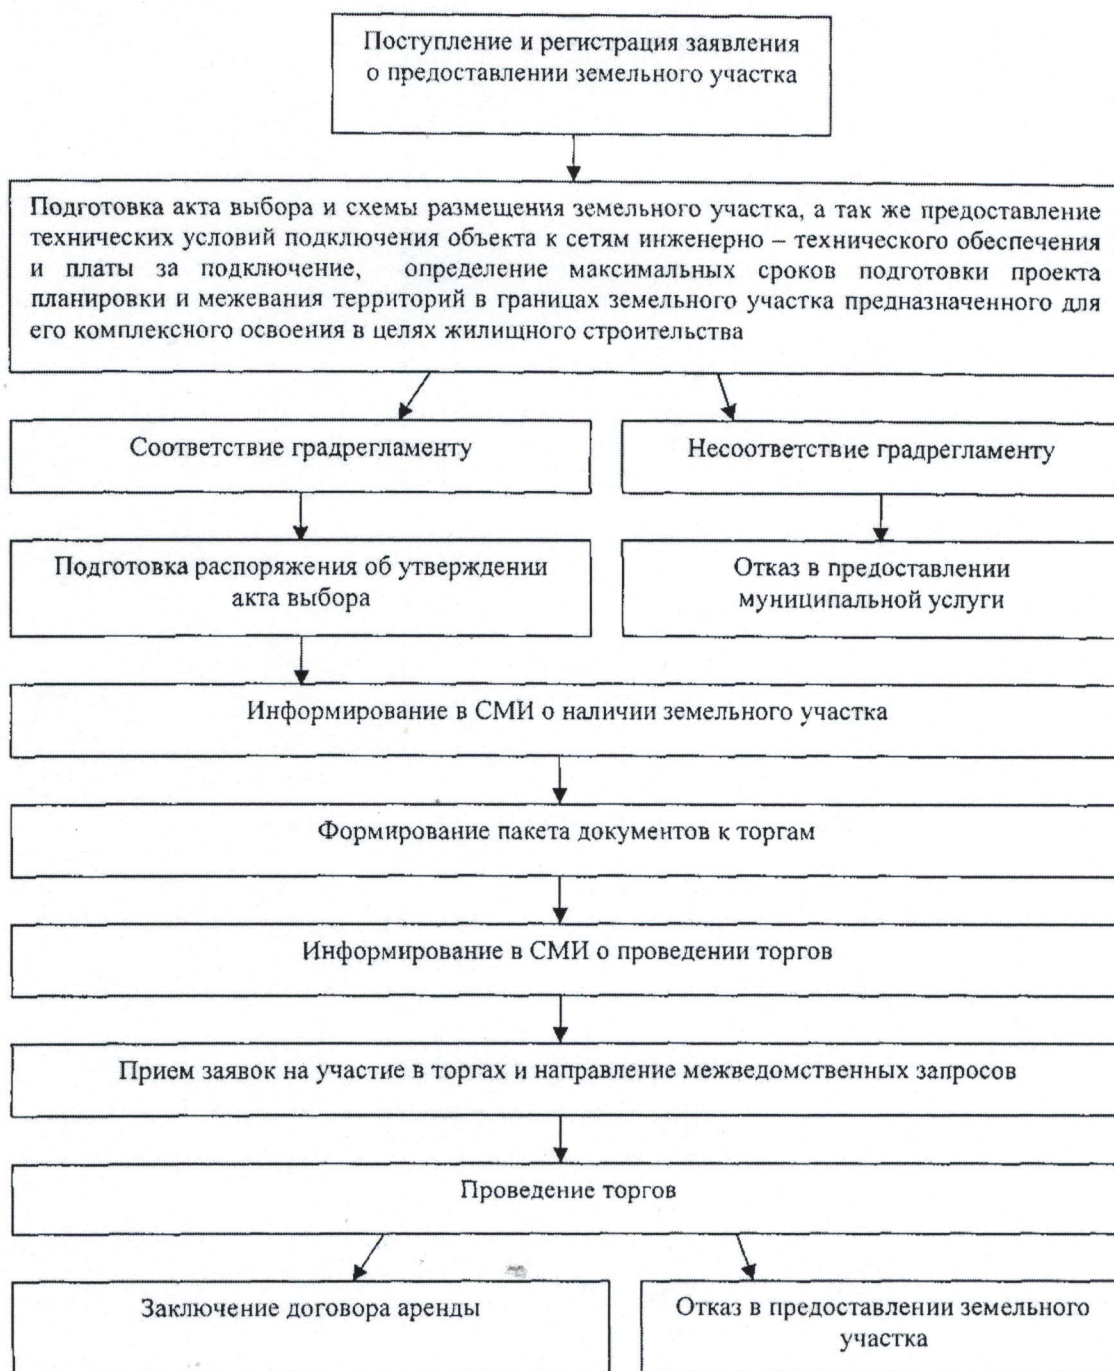 Поступление и регистрация заявления
о предоставлении земельного участка
Подготовка акта выбора и схемы размещения земельного участка, а так же предоставление
технических условий подключения объекта к сетям инженерно – технического обеспечения
и платы за подключение, определение максимальных сроков подготовки проекта
планировки и межевания территорий в границах земельного участка предназначенного для
его комплексного освоения в целях жилищного строительства
Соответствие градрегламенту
Несоответствие градрегламенту
Подготовка распоряжения об утверждении
акта выбора
Отказ в предоставлении
муниципальной услуги
Информирование в СМИ о наличии земельного участка
Формирование пакета документов к торгам
Информирование в СМИ о проведении торгов
Прием заявок на участие в торгах и направление межведомственных запросов
Проведение торгов
Заключение договора аренды
Отказ в предоставлении земельного
участка